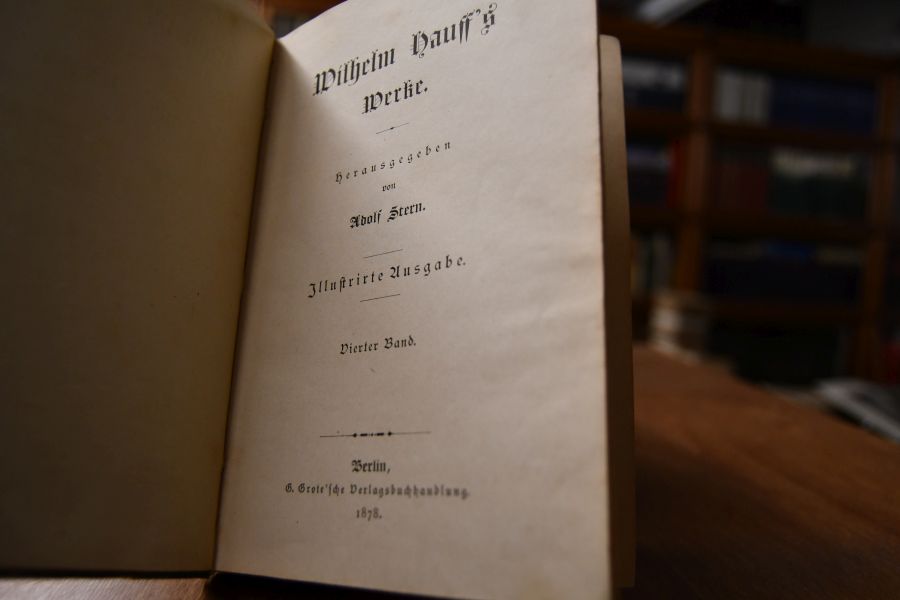 Wilhelm Hauff's
Werke.
Herausgegeben
von
Adolf Stern.
Illustrirte Ausgabe.
Vierter Band.
Berlin,
G. Grote'sche Verlagsbuchhandlung.
1878.